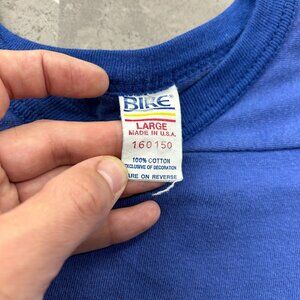 BIKE®
LARGE
MADE IN U.S.A.
160150
100% COTTON
EXCLUSIVE OF DECORATION
CARE ON REVERSE